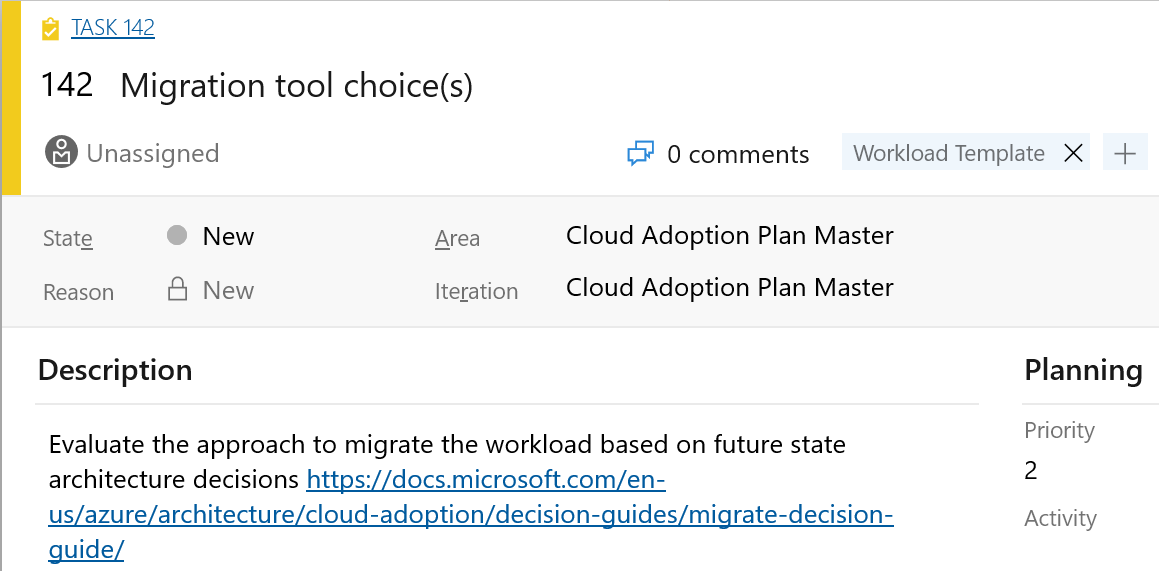 TASK 142
142 Migration tool choice(s)
Unassigned
0 comments
Workload Template
State
New
Area
Cloud Adoption Plan Master
Reason
New
Iteration
Cloud Adoption Plan Master
Description
Planning
Evaluate the approach to migrate the workload based on future state
architecture decisions https://docs.microsoft.com/en-
us/azure/architecture/cloud-adoption/decision-guides/migrate-decision-
guide/
Priority
2
Activity